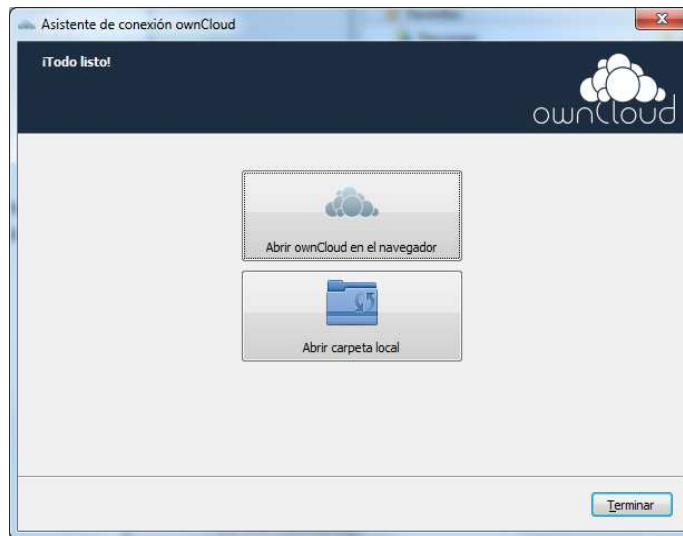 Asistente de conexión ownCloud
¡Todo listo!
ownCloud
Abrir ownCloud en el navegador
Abrir carpeta local
Terminar